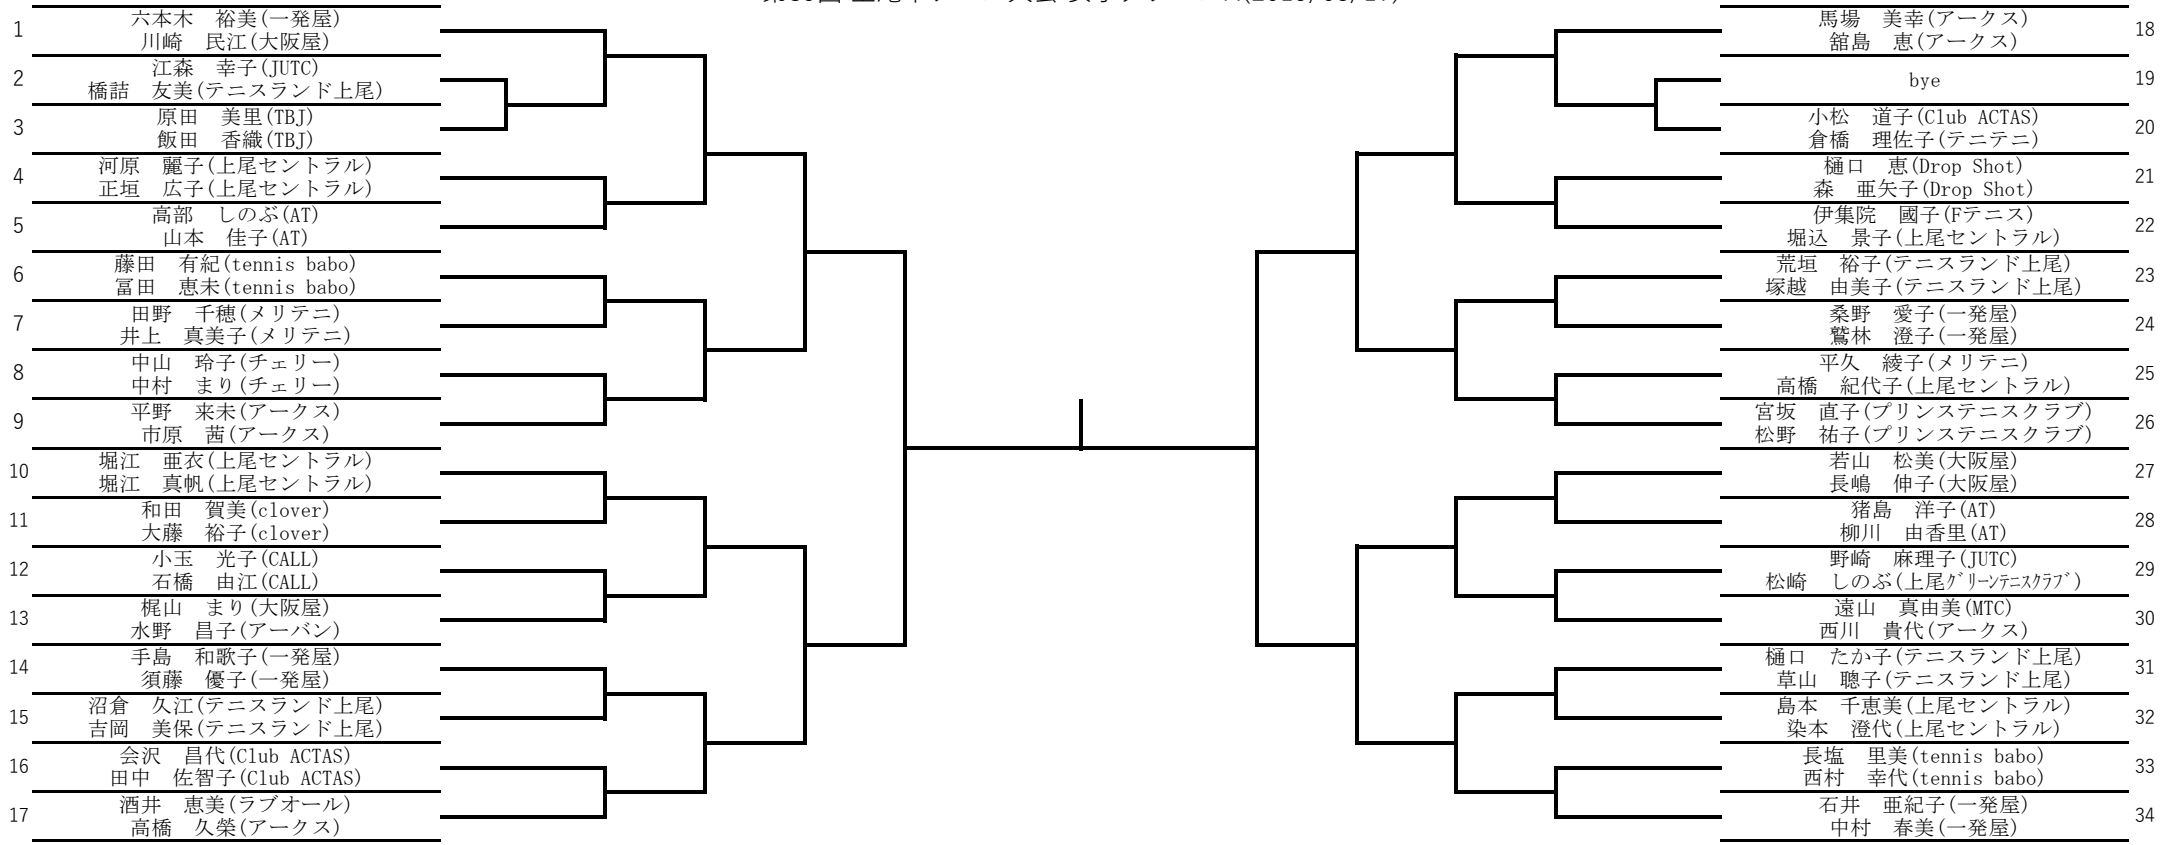 1
六本木　裕美(一発屋)
川崎　民江(大阪屋)
2
江森　幸子(JUTC)
橋詰　友美(テニスランド上尾)
3
原田　美里(TBJ)
飯田　香織(TBJ)
4
河原　麗子(上尾セントラル)
正垣　広子(上尾セントラル)
5
高部　しのぶ(AT)
山本　佳子(AT)
6
藤田　有紀(tennis babo)
冨田　恵未(tennis babo)
7
田野　千穂(メリテニ)
井上　真美子(メリテニ)
8
中山　玲子(チェリー)
中村　まり(チェリー)
9
平野　来未(アークス)
市原　茜(アークス)
10
堀江　亜衣(上尾セントラル)
堀江　真帆(上尾セントラル)
11
和田　賀美(clover)
大藤　裕子(clover)
12
小玉　光子(CALL)
石橋　由江(CALL)
13
梶山　まり(大阪屋)
水野　昌子(アーバン)
14
手島　和歌子(一発屋)
須藤　優子(一発屋)
15
沼倉　久江(テニスランド上尾)
吉岡　美保(テニスランド上尾)
16
会沢　昌代(Club ACTAS)
田中　佐智子(Club ACTAS)
17
酒井　恵美(ラブオール)
高橋　久榮(アークス)
馬場　美幸(アークス)
舘島　恵(アークス)
18
bye
19
小松　道子(Club ACTAS)
倉橋　理佐子(テニテニ)
20
樋口　恵(Drop Shot)
森　亜矢子(Drop Shot)
21
伊集院　國子(Fテニス)
堀込　景子(上尾セントラル)
22
荒垣　裕子(テニスランド上尾)
塚越　由美子(テニスランド上尾)
23
桑野　愛子(一発屋)
鷲林　澄子(一発屋)
24
平久　綾子(メリテニ)
高橋　紀代子(上尾セントラル)
25
宮坂　直子(プリンステニスクラブ)
松野　祐子(プリンステニスクラブ)
26
若山　松美(大阪屋)
長嶋　伸子(大阪屋)
27
猪島　洋子(AT)
柳川　由香里(AT)
28
野崎　麻理子(JUTC)
松崎　しのぶ(上尾ｸﾞﾘｰﾝﾃﾆｽｸﾗﾌﾞ)
29
遠山　真由美(MTC)
西川　貴代(アークス)
30
樋口　たか子(テニスランド上尾)
草山　聰子(テニスランド上尾)
31
島本　千恵美(上尾セントラル)
染本　澄代(上尾セントラル)
32
長塩　里美(tennis babo)
西村　幸代(tennis babo)
33
石井　亜紀子(一発屋)
中村　春美(一発屋)
34